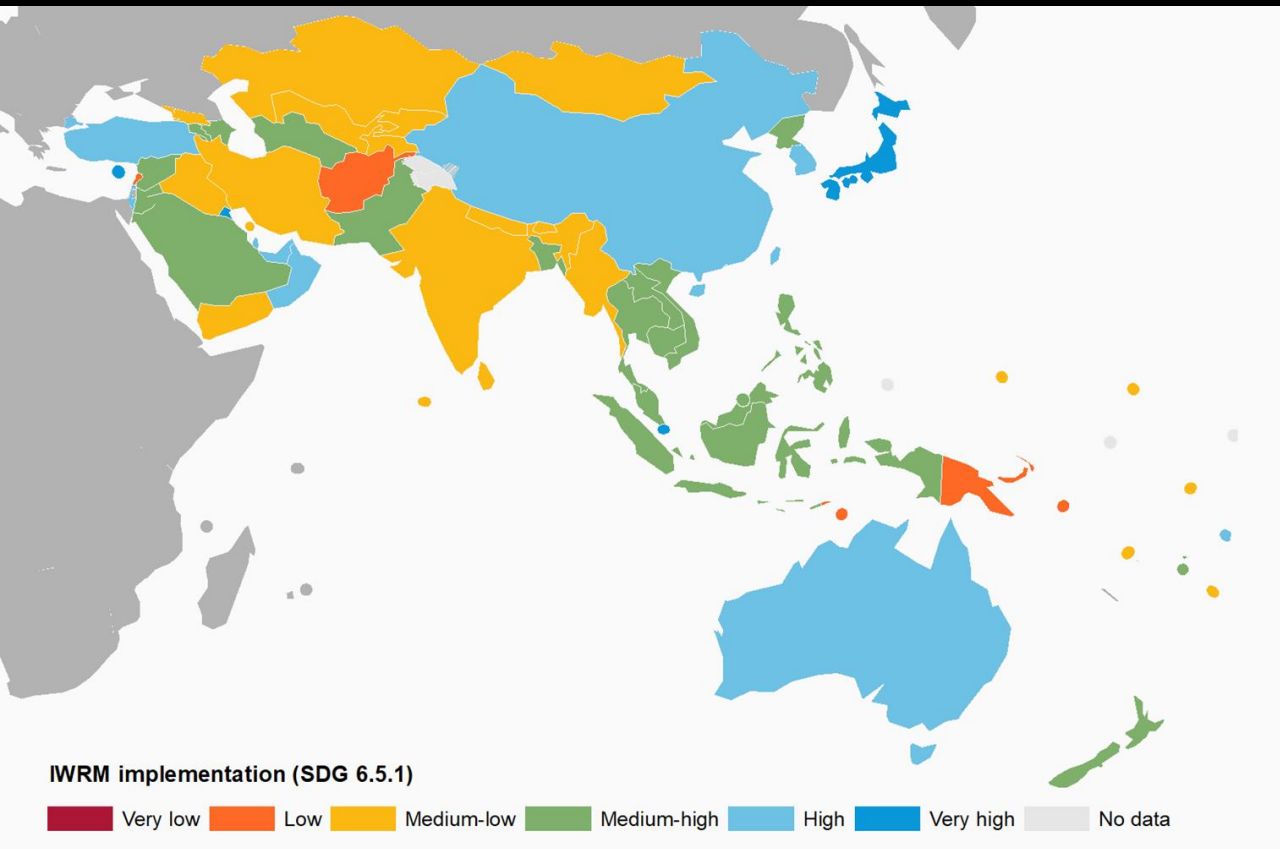 IWRM implementation (SDG 6.5.1)
Very low Low Medium-low Medium-high High Very high No data